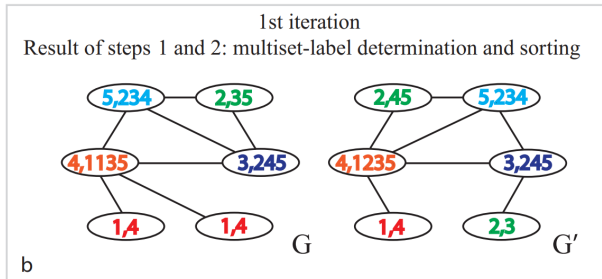 1st iteration
Result of steps 1 and 2: multiset-label determination and sorting
5,234 2,35 2,45 5,234
4,1135 3,245 4,1235 3,245
1,4 1,4 G 1,4 2,3 G′
b